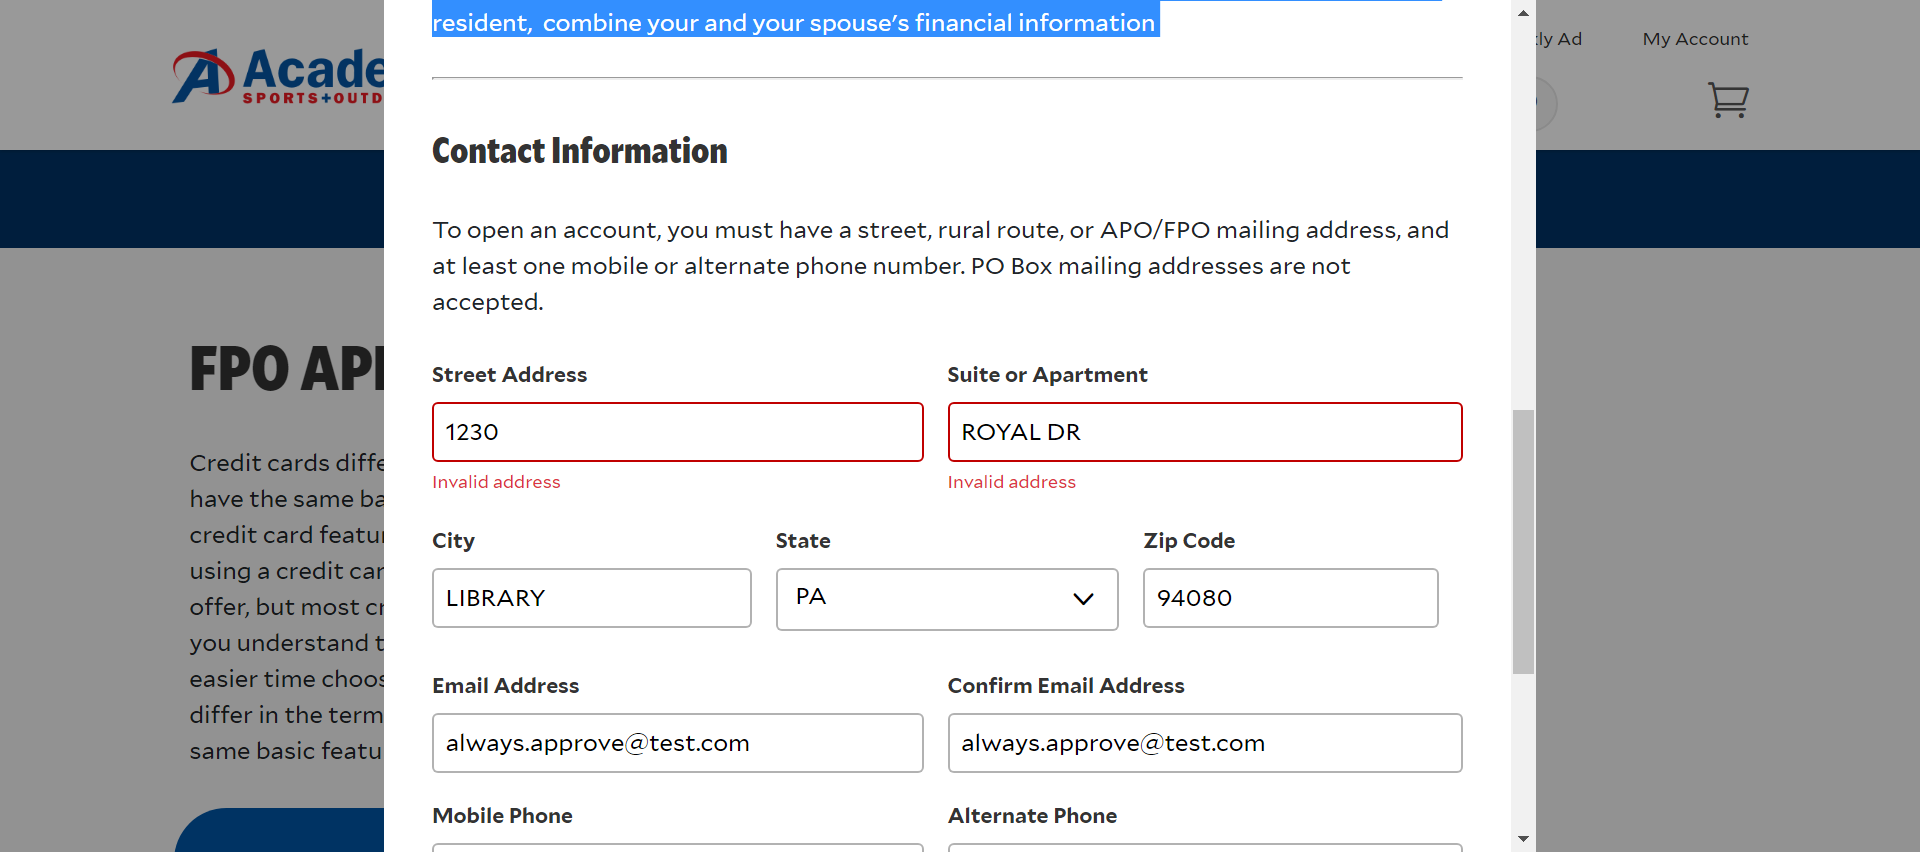 resident, combine your and your spouse's financial information
Acade
SPORTS+OUTD
ly Ad
My Account
Contact Information
To open an account, you must have a street, rural route, or APO/FPO mailing address, and
at least one mobile or alternate phone number. PO Box mailing addresses are not
accepted.
FPO AP
Credit cards diffe
have the same ba
credit card featu
using a credit car
offer, but most cr
you understand t
easier time choos
differ in the term
same basic featu
Street Address
Suite or Apartment
1230
ROYAL DR
Invalid address
Invalid address
City
State
Zip Code
LIBRARY
PA
94080
Email Address
Confirm Email Address
always.approve@test.com
always.approve@test.com
Mobile Phone
Alternate Phone